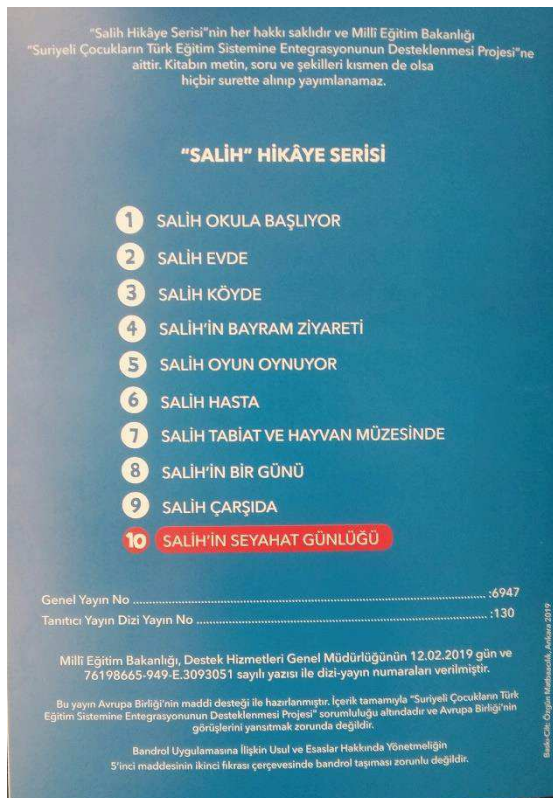 "Salih Hikâye Serisi"nin her hakkı saklıdır ve Millî Eğitim Bakanlığı
"Suriyeli Çocukların Türk Eğitim Sistemine Entegrasyonunun Desteklenmesi Projesi"ne
aittir. Kitabın metin, soru ve şekilleri kısmen de olsa
hiçbir surette alınıp yayımlanamaz.
"SALİH" HİKÂYE SERİSİ
1 SALİH OKULA BAŞLIYOR
2 SALİH EVDE
3 SALİH KÖYDE
4 SALİH'İN BAYRAM ZİYARETİ
5 SALİH OYUN OYNUYOR
6 SALİH HASTA
7 SALİH TABİAT VE HAYVAN MÜZESİNDE
8 SALİH'İN BİR GÜNÜ
9 SALİH ÇARŞIDA
10 SALİH'İN SEYAHAT GÜNLÜĞÜ
Genel Yayın No ........................................................................ :6947
Tanıtıcı Yayın Dizi Yayın No ........................................................... :130
Millî Eğitim Bakanlığı, Destek Hizmetleri Genel Müdürlüğünün 12.02.2019 gün ve
76198665-949-E.3093051 sayılı yazısı ile dizi-yayın numaraları verilmiştir.
Bu yayın Avrupa Birliği'nin maddi desteği ile hazırlanmıştır. İçerik tamamıyla "Suriyeli Çocukların Türk
Eğitim Sistemine Entegrasyonunun Desteklenmesi Projesi" sorumluluğu altındadır ve Avrupa Birliği'nin
görüşlerini yansıtmak zorunda değildir.
Bandrol Uygulamasına İlişkin Usul ve Esaslar Hakkında Yönetmeliğin
5'inci maddesinin ikinci fıkrası çerçevesinde bandrol taşıması zorunlu değildir.
Baskı-Cilt: Özgün Matbaacılık, Ankara 2019